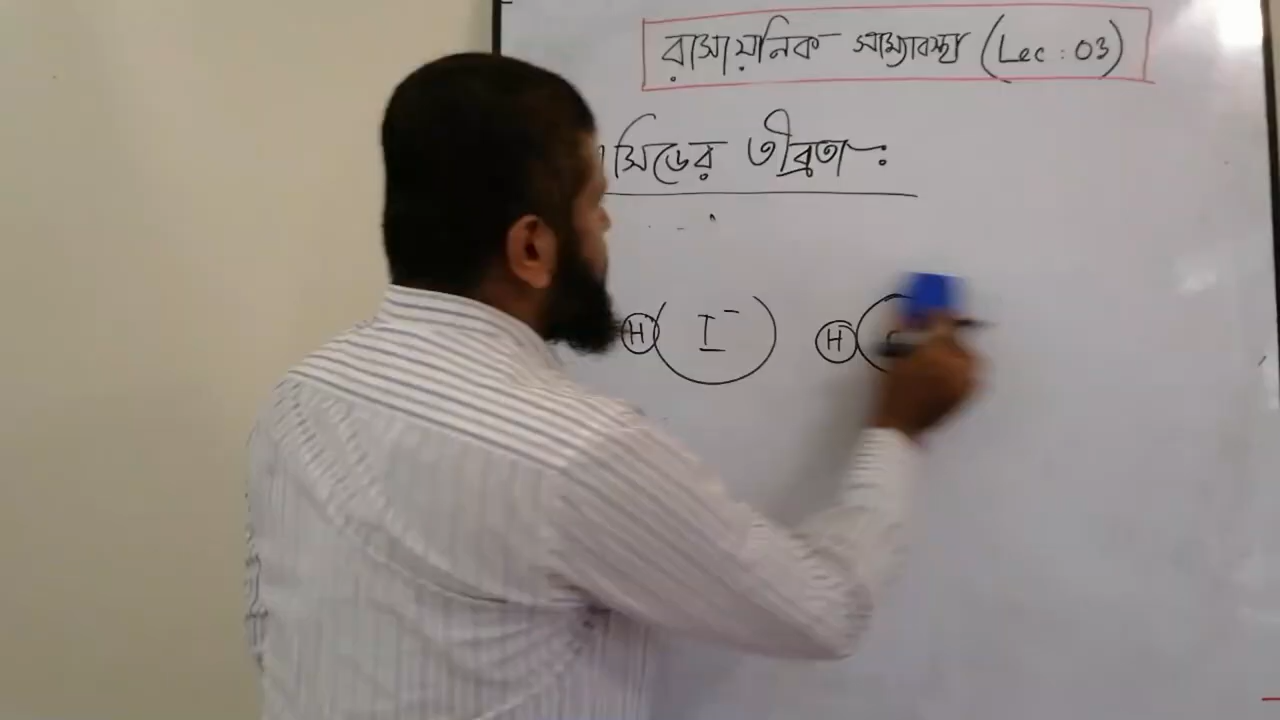 রাসায়নিক সাম্যাবস্থা (Lec : 03)
সিডের তীব্রতা :
H I⁻ H